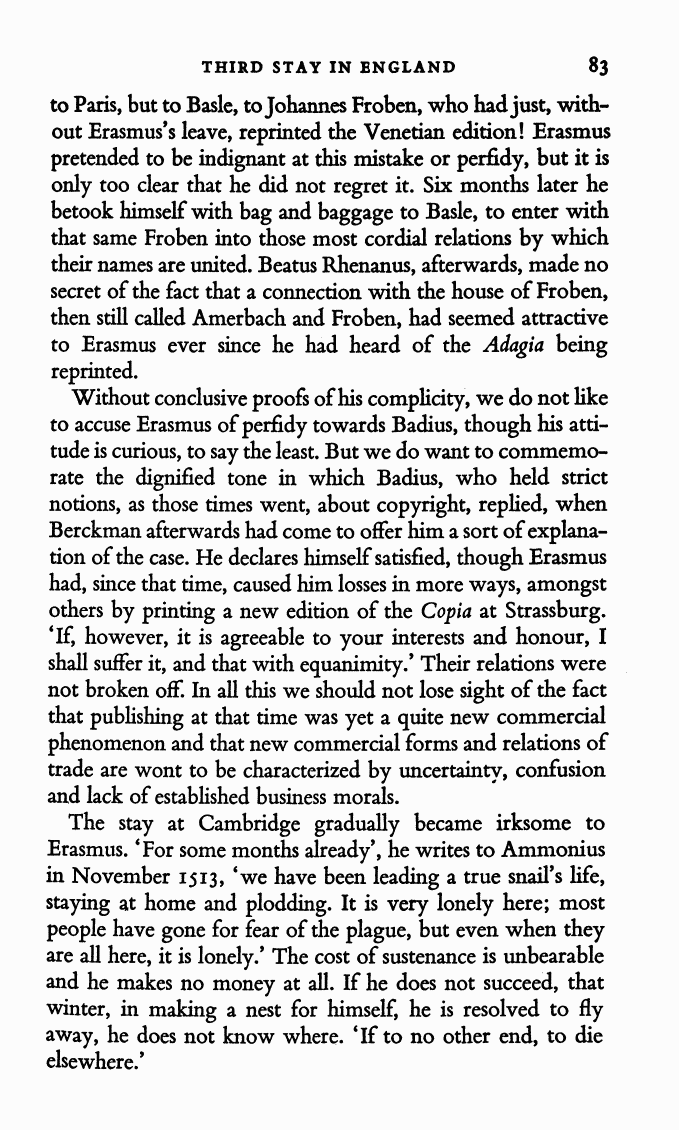 THIRD STAY IN ENGLAND 83
to Paris, but to Basle, to Johannes Froben, who had just, with-
out Erasmus's leave, reprinted the Venetian edition! Erasmus
pretended to be indignant at this mistake or perfidy, but it is
only too clear that he did not regret it. Six months later he
betook himself with bag and baggage to Basle, to enter with
that same Froben into those most cordial relations by which
their names are united. Beatus Rhenanus, afterwards, made no
secret of the fact that a connection with the house of Froben,
then still called Amerbach and Froben, had seemed attractive
to Erasmus ever since he had heard of the Adagia being
reprinted.
Without conclusive proofs of his complicity, we do not like
to accuse Erasmus of perfidy towards Badius, though his atti-
tude is curious, to say the least. But we do want to commemo-
rate the dignified tone in which Badius, who held strict
notions, as those times went, about copyright, replied, when
Berckman afterwards had come to offer him a sort of explana-
tion of the case. He declares himself satisfied, though Erasmus
had, since that time, caused him losses in more ways, amongst
others by printing a new edition of the Copia at Strassburg.
‘If, however, it is agreeable to your interests and honour, I
shall suffer it, and that with equanimity.’ Their relations were
not broken off. In all this we should not lose sight of the fact
that publishing at that time was yet a quite new commercial
phenomenon and that new commercial forms and relations of
trade are wont to be characterized by uncertainty, confusion
and lack of established business morals.
The stay at Cambridge gradually became irksome to
Erasmus. ‘For some months already’, he writes to Ammonius
in November 1513, ‘we have been leading a true snail's life,
staying at home and plodding. It is very lonely here; most
people have gone for fear of the plague, but even when they
are all here, it is lonely.’ The cost of sustenance is unbearable
and he makes no money at all. If he does not succeed, that
winter, in making a nest for himself, he is resolved to fly
away, he does not know where. ‘If to no other end, to die
elsewhere.’